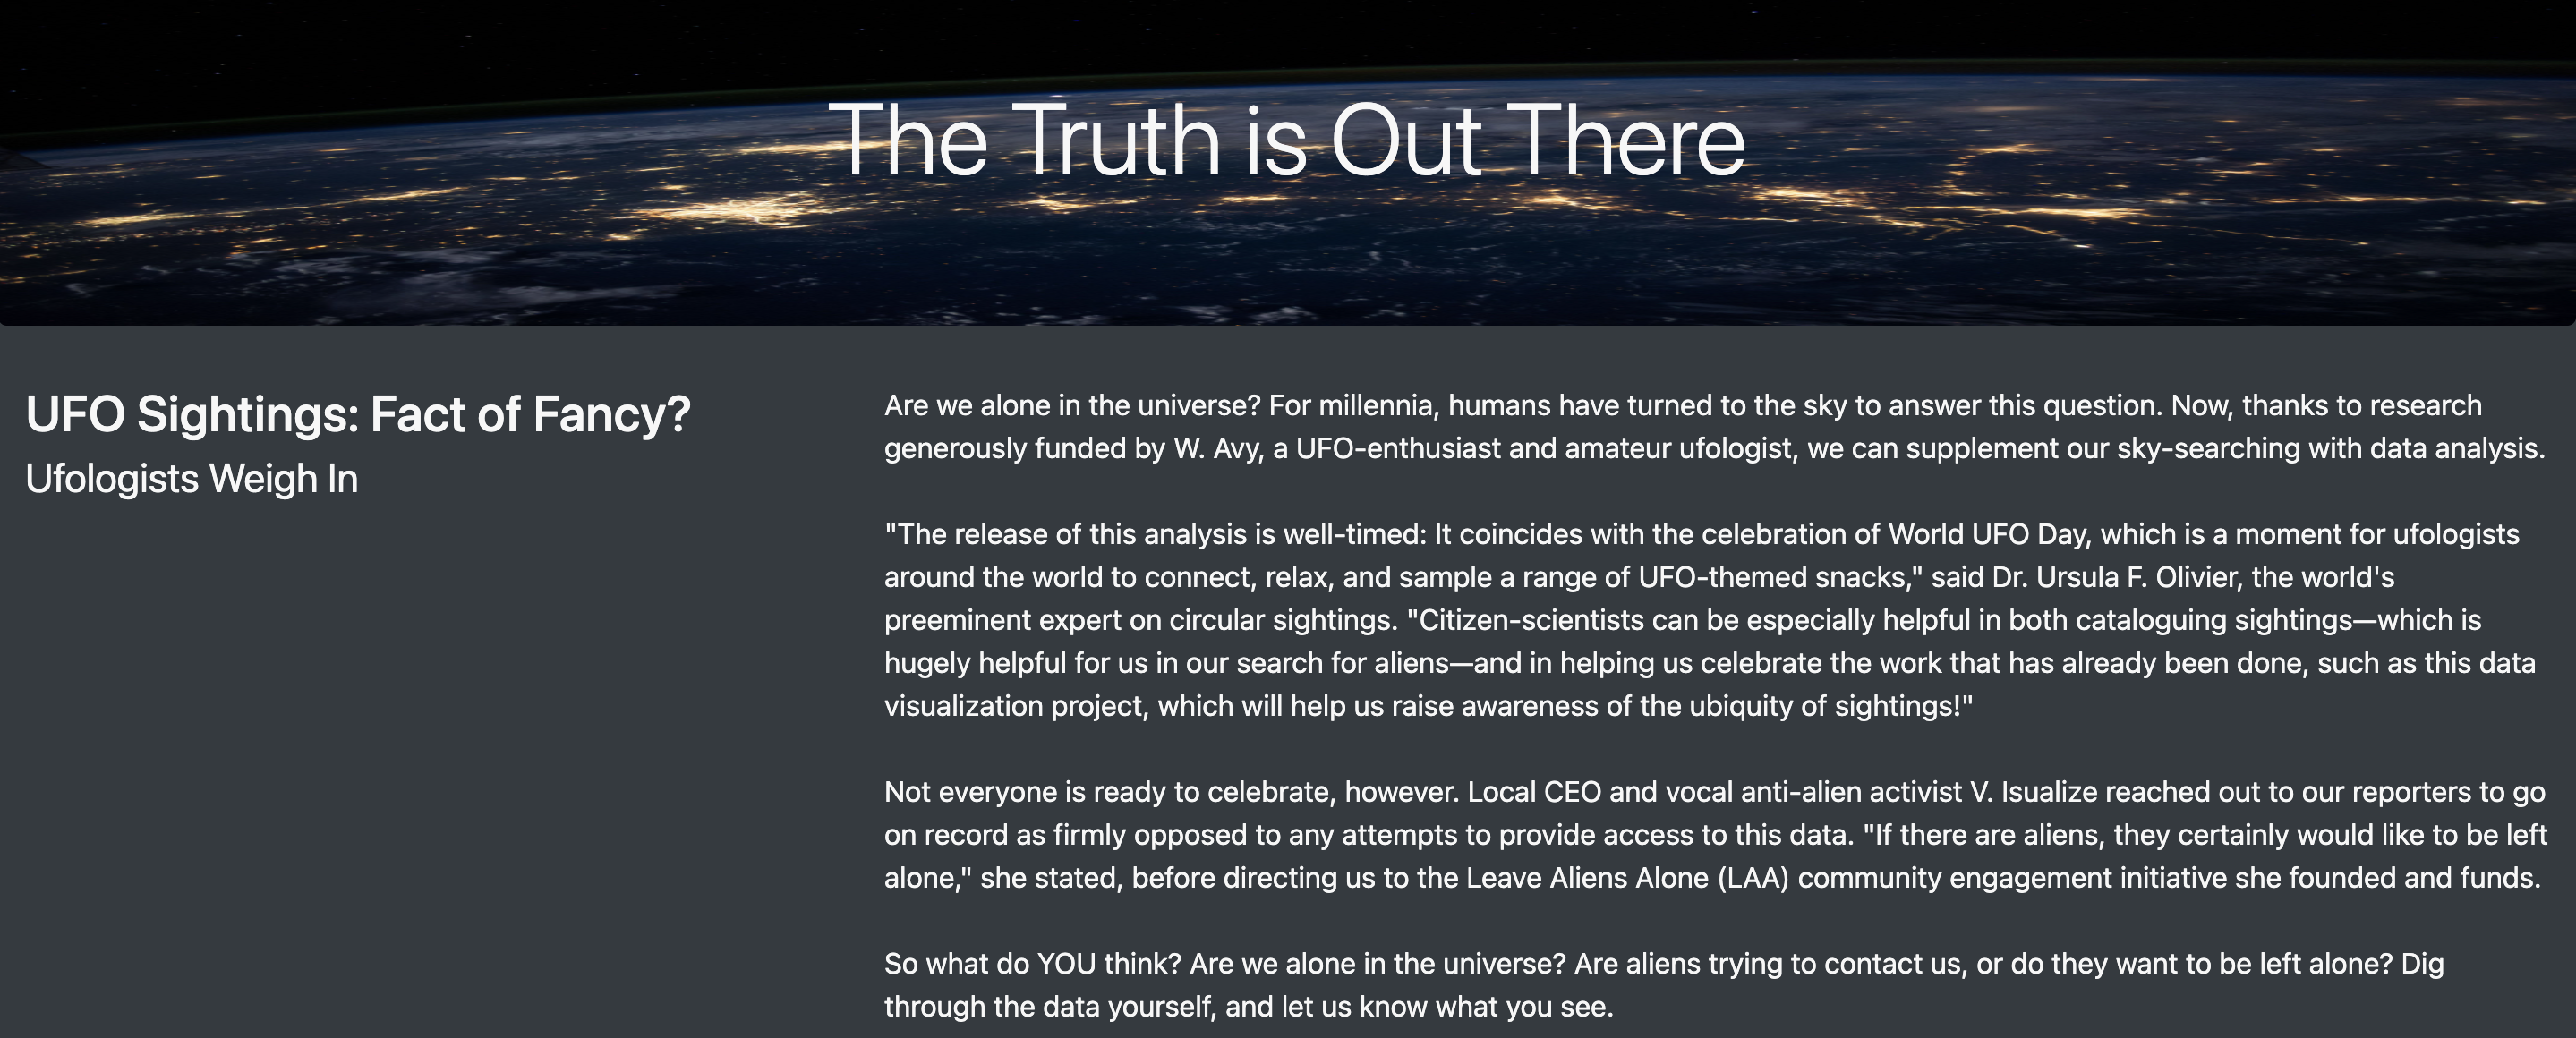 The Truth is Out There
UFO Sightings: Fact of Fancy?
Ufologists Weigh In
Are we alone in the universe? For millennia, humans have turned to the sky to answer this question. Now, thanks to research
generously funded by W. Avy, a UFO-enthusiast and amateur ufologist, we can supplement our sky-searching with data analysis.
"The release of this analysis is well-timed: It coincides with the celebration of World UFO Day, which is a moment for ufologists
around the world to connect, relax, and sample a range of UFO-themed snacks," said Dr. Ursula F. Olivier, the world's
preeminent expert on circular sightings. "Citizen-scientists can be especially helpful in both cataloguing sightings—which is
hugely helpful for us in our search for aliens—and in helping us celebrate the work that has already been done, such as this data
visualization project, which will help us raise awareness of the ubiquity of sightings!"
Not everyone is ready to celebrate, however. Local CEO and vocal anti-alien activist V. Isualize reached out to our reporters to go
on record as firmly opposed to any attempts to provide access to this data. "If there are aliens, they certainly would like to be left
alone," she stated, before directing us to the Leave Aliens Alone (LAA) community engagement initiative she founded and funds.
So what do YOU think? Are we alone in the universe? Are aliens trying to contact us, or do they want to be left alone? Dig
through the data yourself, and let us know what you see.